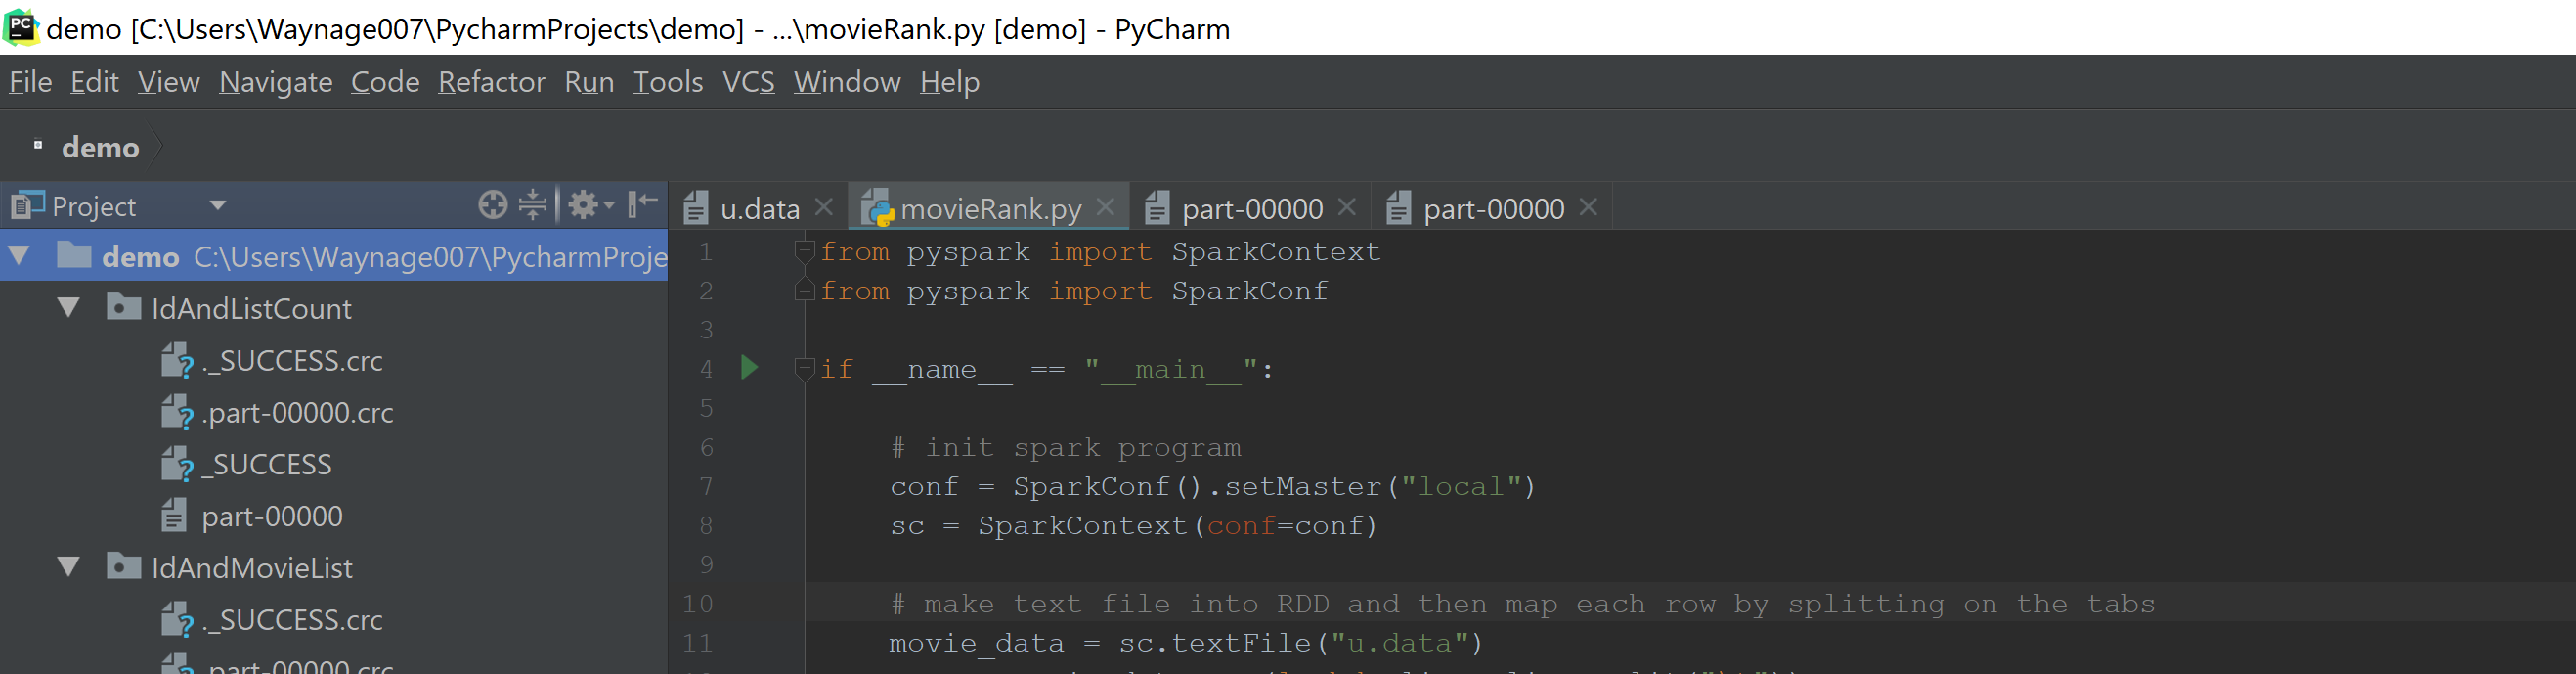 demo [C:\Users\Waynage007\PycharmProjects\demo] - ...\movieRank.py [demo] - PyCharm
File Edit View Navigate Code Refactor Run Tools VCS Window Help
demo
Project
demo C:\Users\Waynage007\PycharmProje
IdAndListCount
._SUCCESS.crc
.part-00000.crc
_SUCCESS
part-00000
IdAndMovieList
._SUCCESS.crc
.part-00000.crc
u.data movieRank.py part-00000 part-00000
1 from pyspark import SparkContext
2 from pyspark import SparkConf
3
4 if __name__ == "__main__":
5
6 # init spark program
7 conf = SparkConf().setMaster("local")
8 sc = SparkContext(conf=conf)
9
10 # make text file into RDD and then map each row by splitting on the tabs
11 movie_data = sc.textFile("u.data")